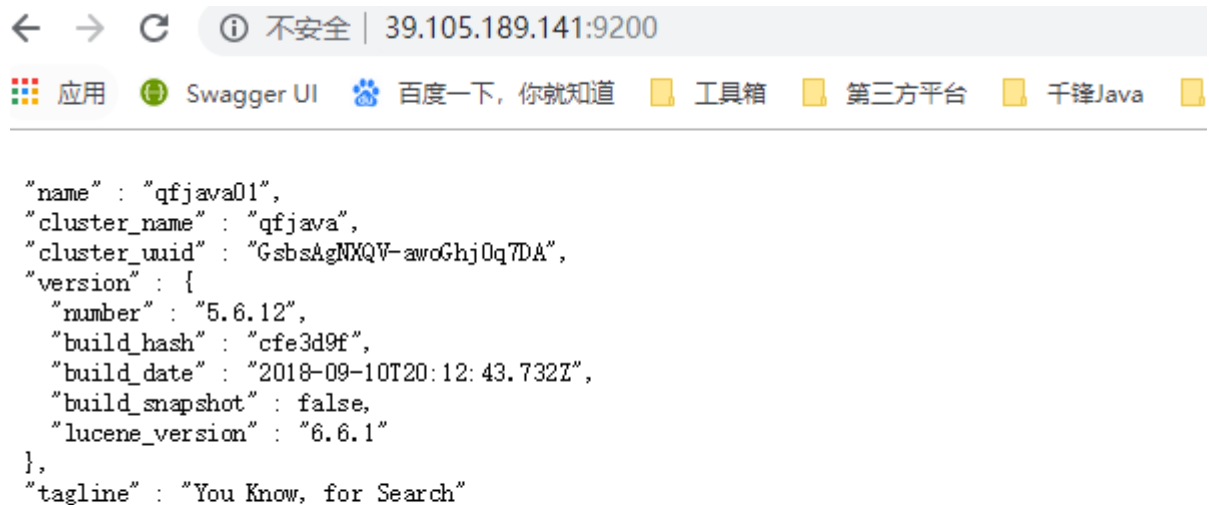 不安全 | 39.105.189.141:9200
应用 Swagger UI 百度一下，你就知道 工具箱 第三方平台 千锋Java
"name" : "qfjava01",
"cluster_name" : "qfjava",
"cluster_uuid" : "GsbsAgNXQV-awoGhj0q7DA",
"version" : {
"number" : "5.6.12",
"build_hash" : "cfe3d9f",
"build_date" : "2018-09-10T20:12:43.732Z",
"build_snapshot" : false,
"lucene_version" : "6.6.1"
},
"tagline" : "You Know, for Search"